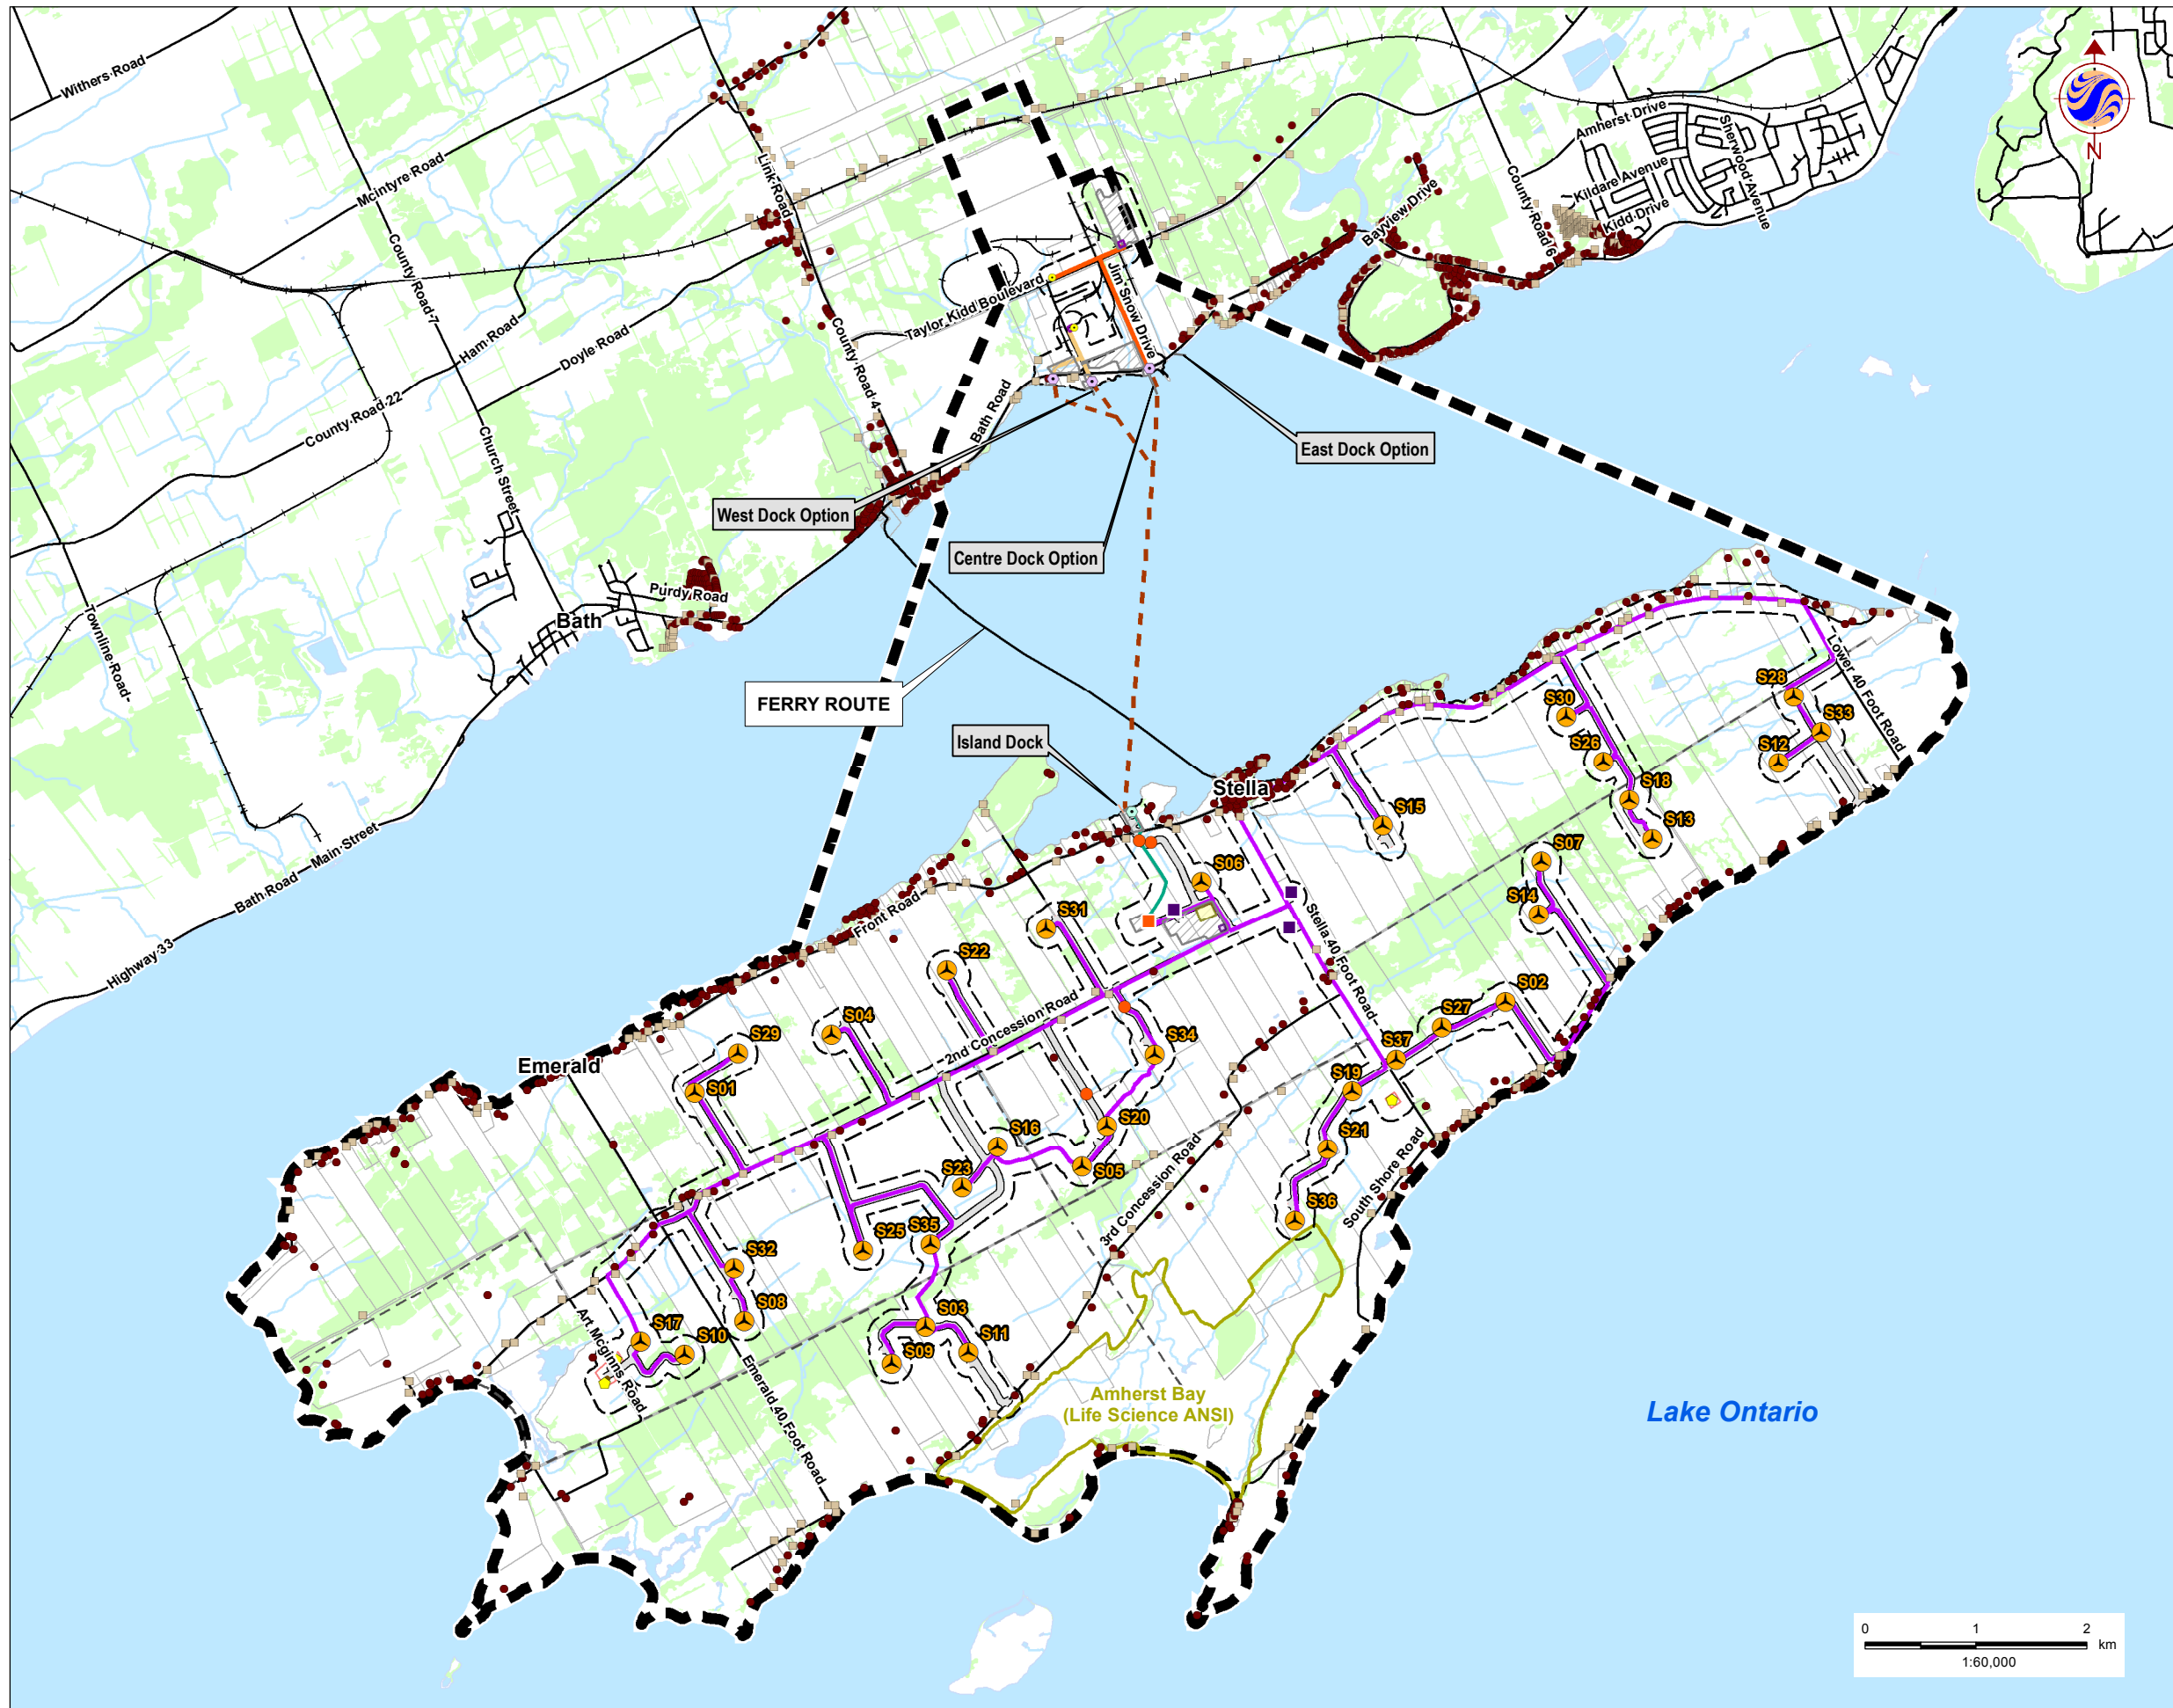 Withers Road
McIntyre Road
Link Road
County Road 7
Ham Road
Doyle Road
County Road 22
Church Street
County Road 4
Taylor Kidd Boulevard
Jim Snow Drive
Bath Road
Bayview Drive
County Road 6
Amherst Drive
Kildare Avenue
Sherwood Avenue
Kidd Drive
N
East Dock Option
West Dock Option
Centre Dock Option
Townline Road
Purdy Road
Bath
FERRY ROUTE
Island Dock
Stella
Main Street
Bath Road
Highway 33
Front Road
Lower 40 Foot Road
S28
S33
S12
S30
S26
S18
S13
S15
S07
S14
S06
S31
S22
S04
S29
S01
Stella 40 Foot Road
2nd Concession Road
S02
S27
S37
S34
S19
S20
S16
S05
S23
S21
S36
Emerald
South Shore Road
3rd Concession Road
S25
S35
S32
S08
S03
S17
S10
S09
S11
Art Mcginns Road
Emerald 40 Foot Road
Amherst Bay
(Life Science ANSI)
Lake Ontario
0 1 2
km
1:60,000